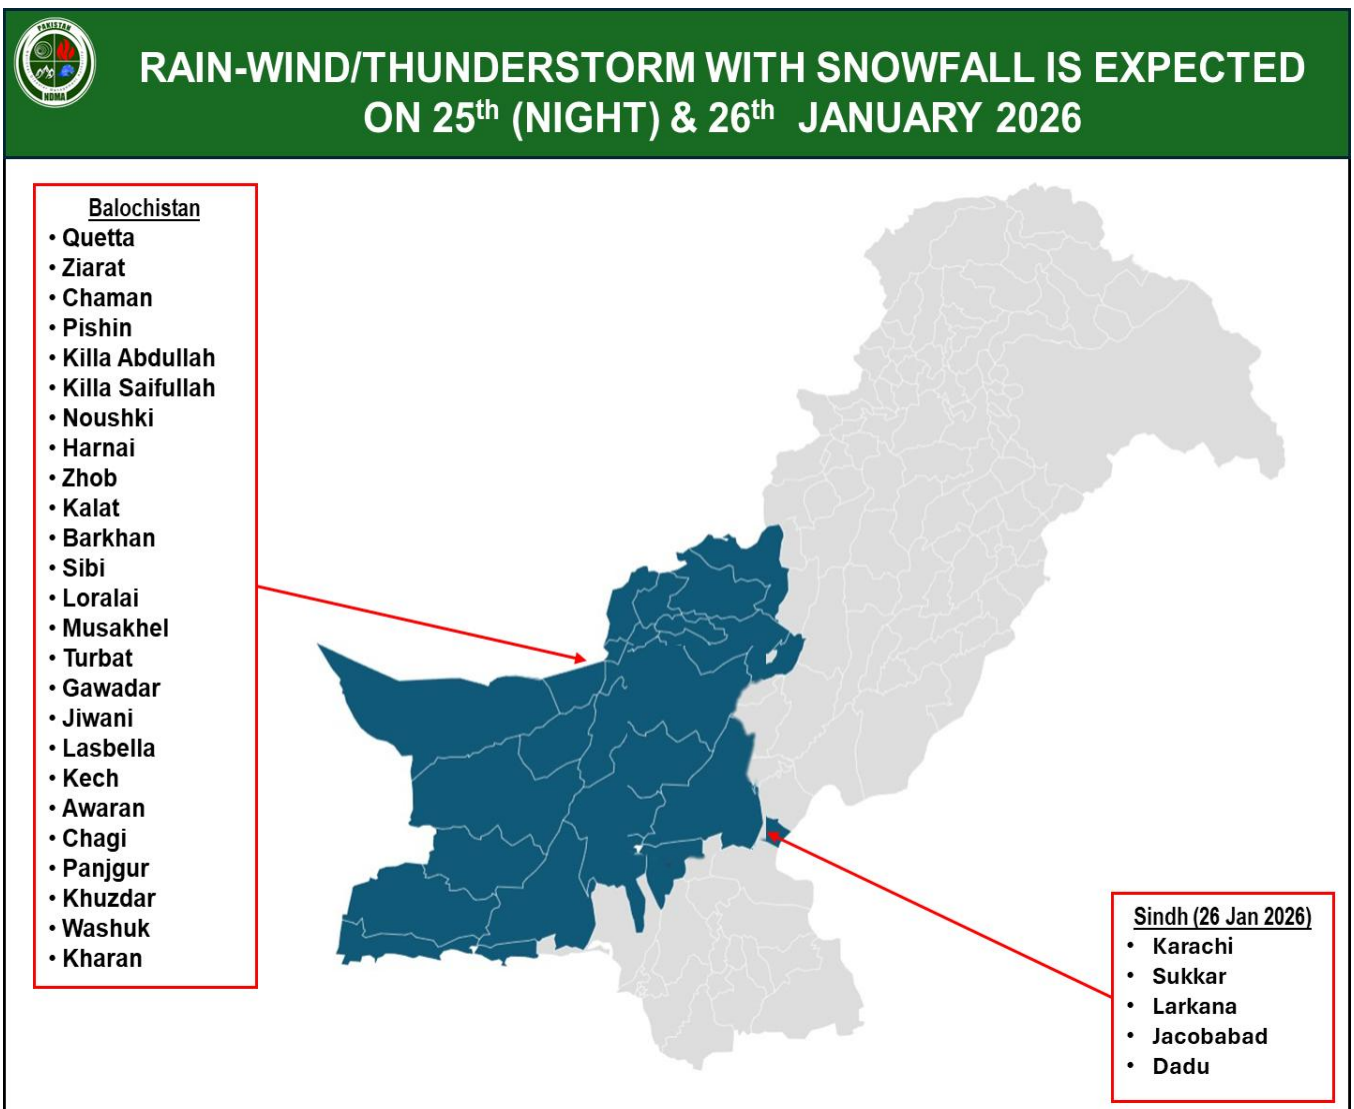 PAKISTAN
NDMA
RAIN-WIND/THUNDERSTORM WITH SNOWFALL IS EXPECTED
ON 25th (NIGHT) & 26th JANUARY 2026
Balochistan
• Quetta
• Ziarat
• Chaman
• Pishin
• Killa Abdullah
• Killa Saifullah
• Noushki
• Harnai
• Zhob
• Kalat
• Barkhan
• Sibi
• Loralai
• Musakhel
• Turbat
• Gawadar
• Jiwani
• Lasbella
• Kech
• Awaran
• Chagi
• Panjgur
• Khuzdar
• Washuk
• Kharan
Sindh (26 Jan 2026)
• Karachi
• Sukkar
• Larkana
• Jacobabad
• Dadu